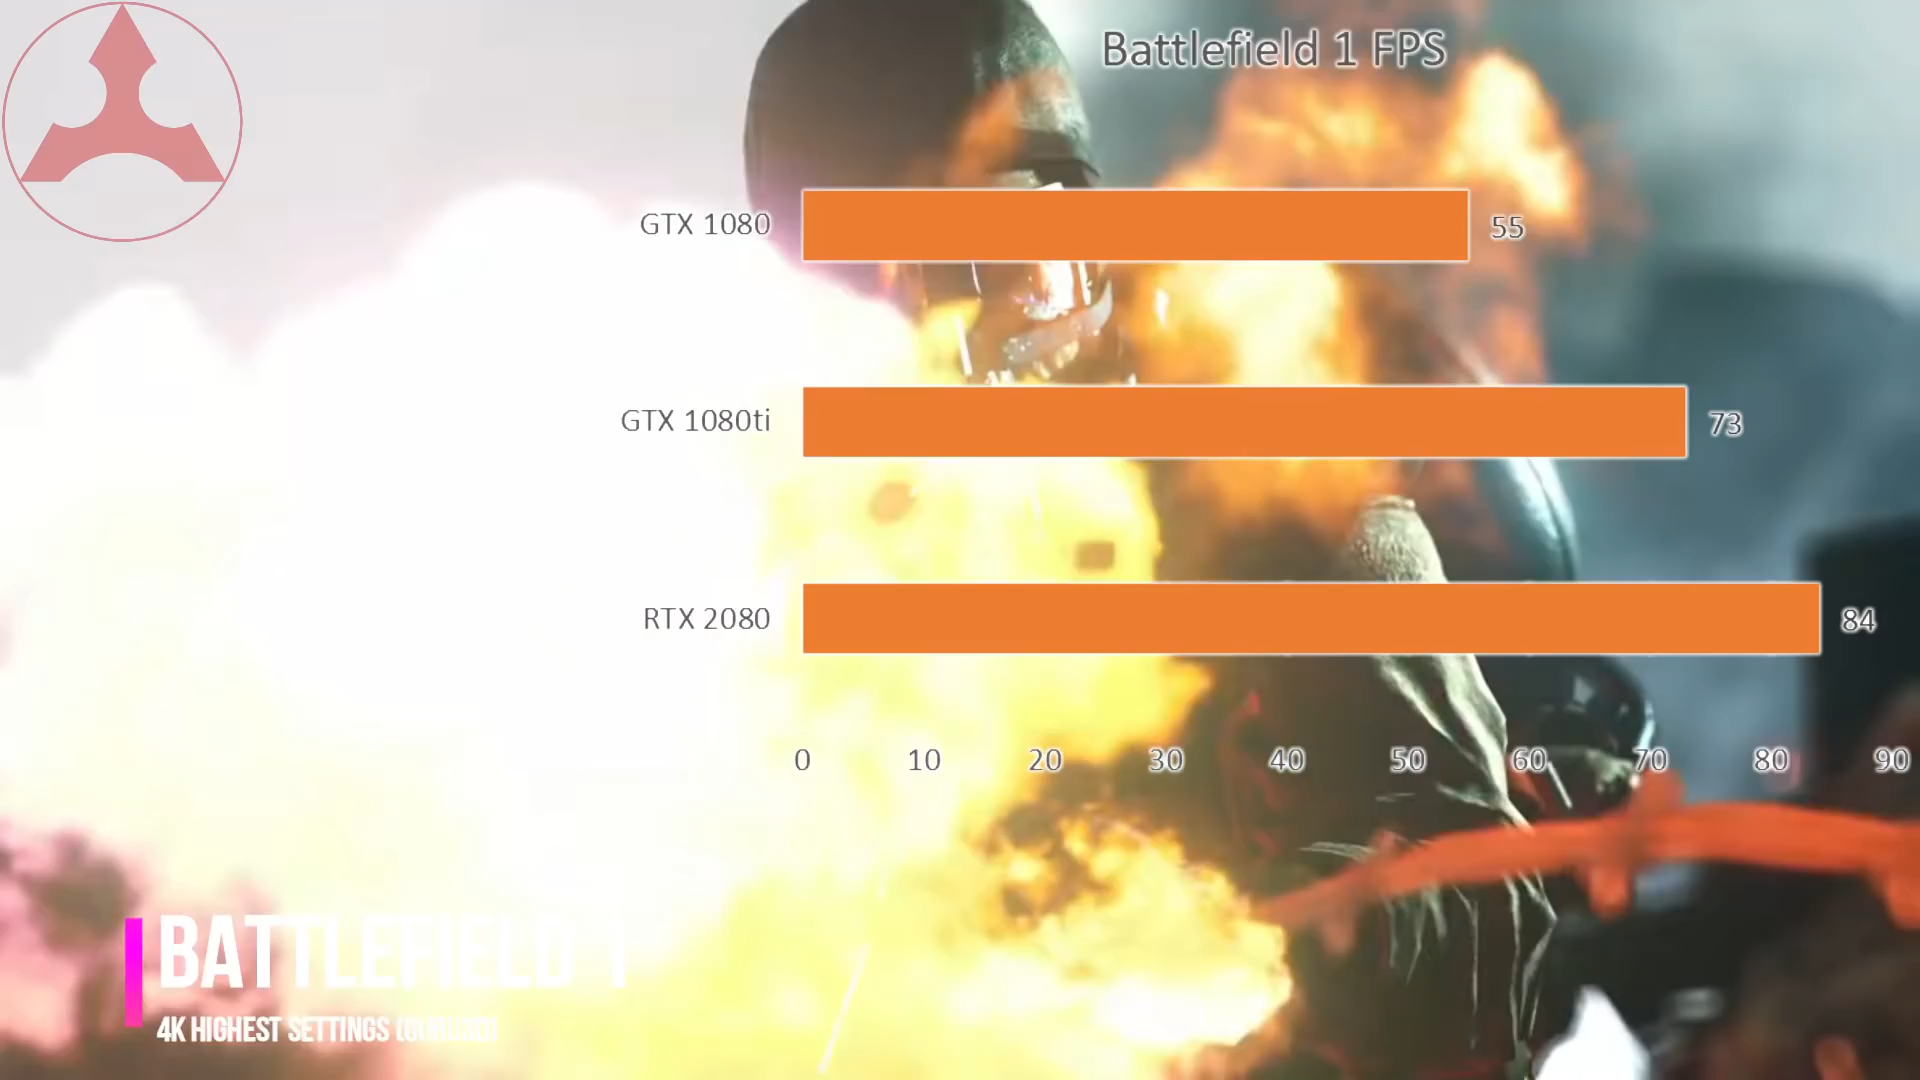 Battlefield 1 FPS
GTX 1080 55
GTX 1080ti 73
RTX 2080 84
0 10 20 30 40 50 60 70 80 90
BATTLEFIELD 1
4K HIGHEST SETTINGS